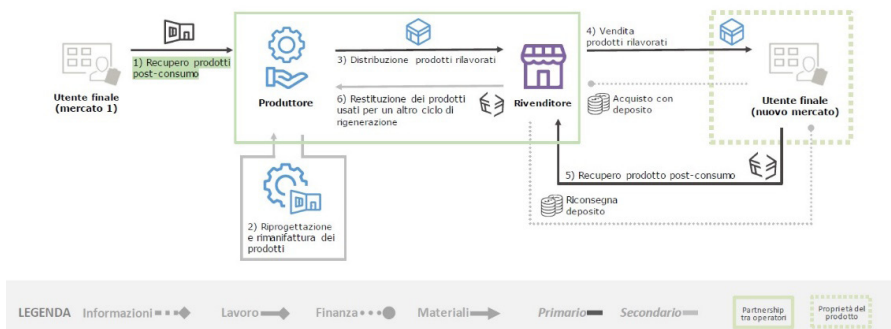 1) Recupero prodotti
post-consumo
Utente finale
(mercato 1)
Produttore
3) Distribuzione prodotti rilavorati
6) Restituzione dei prodotti
usati per un altro ciclo di
rigenerazione
Rivenditore
4) Vendita
prodotti rilavorati
Acquisto con
deposito
Utente finale
(nuovo mercato)
5) Recupero prodotto post-consumo
Riconsegna
deposito
2) Riprogettazione
e rimanifattura dei
prodotti
LEGENDA Informazioni Lavoro Finanza Materiali Primario Secondario
Partnership
tra operatori
Proprietà del
prodotto